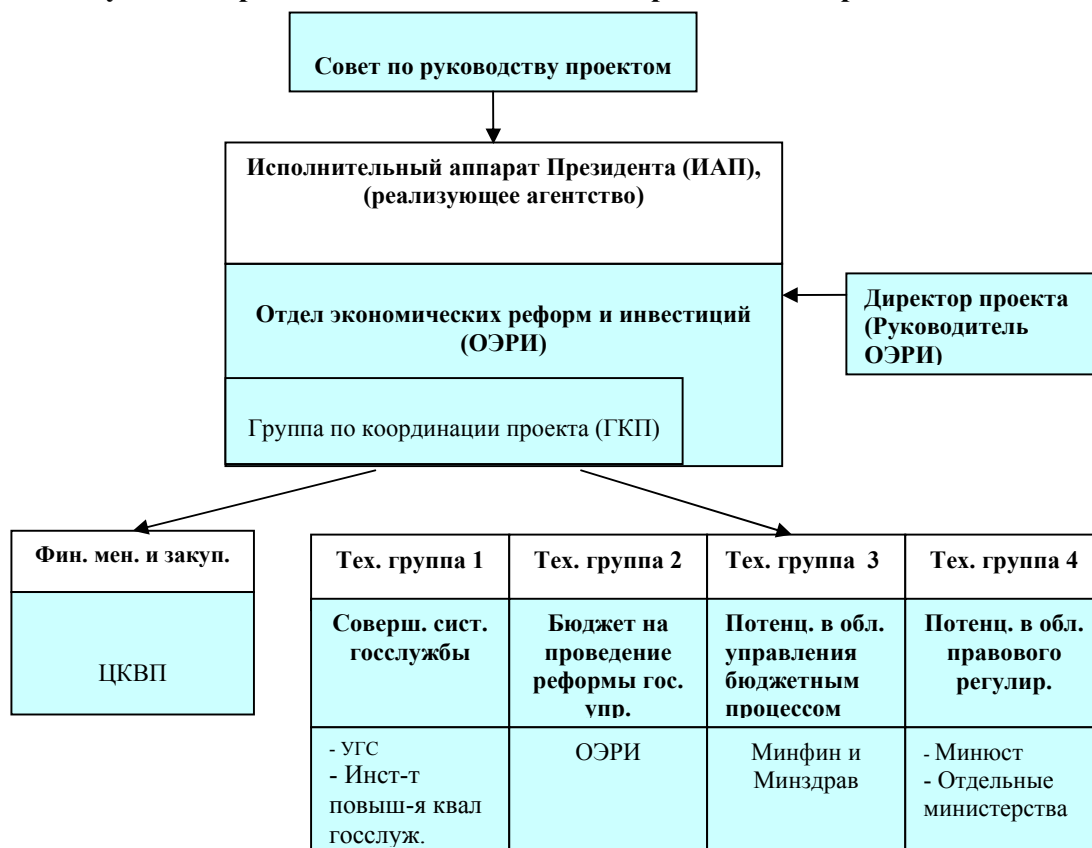 Совет по руководству проектом
Исполнительный аппарат Президента (ИАП),
(реализующее агентство)
Отдел экономических реформ и инвестиций
(ОЭРИ)
Директор проекта
(Руководитель
ОЭРИ)
Группа по координации проекта (ГКП)
Фин. мен. и закуп.
ЦКВП
Тех. группа 1
Тех. группа 2
Тех. группа 3
Тех. группа 4
Соверш. сист.
госслужбы
Бюджет на
проведение
реформы гос.
упр.
Потенц. в обл.
управления
бюджетным
процессом
Потенц. в обл.
правового
регулир.
- УГС
- Инст-т
повыш-я квал
госслуж.
ОЭРИ
Минфин и
Минздрав
- Минюст
- Отдельные
министерства